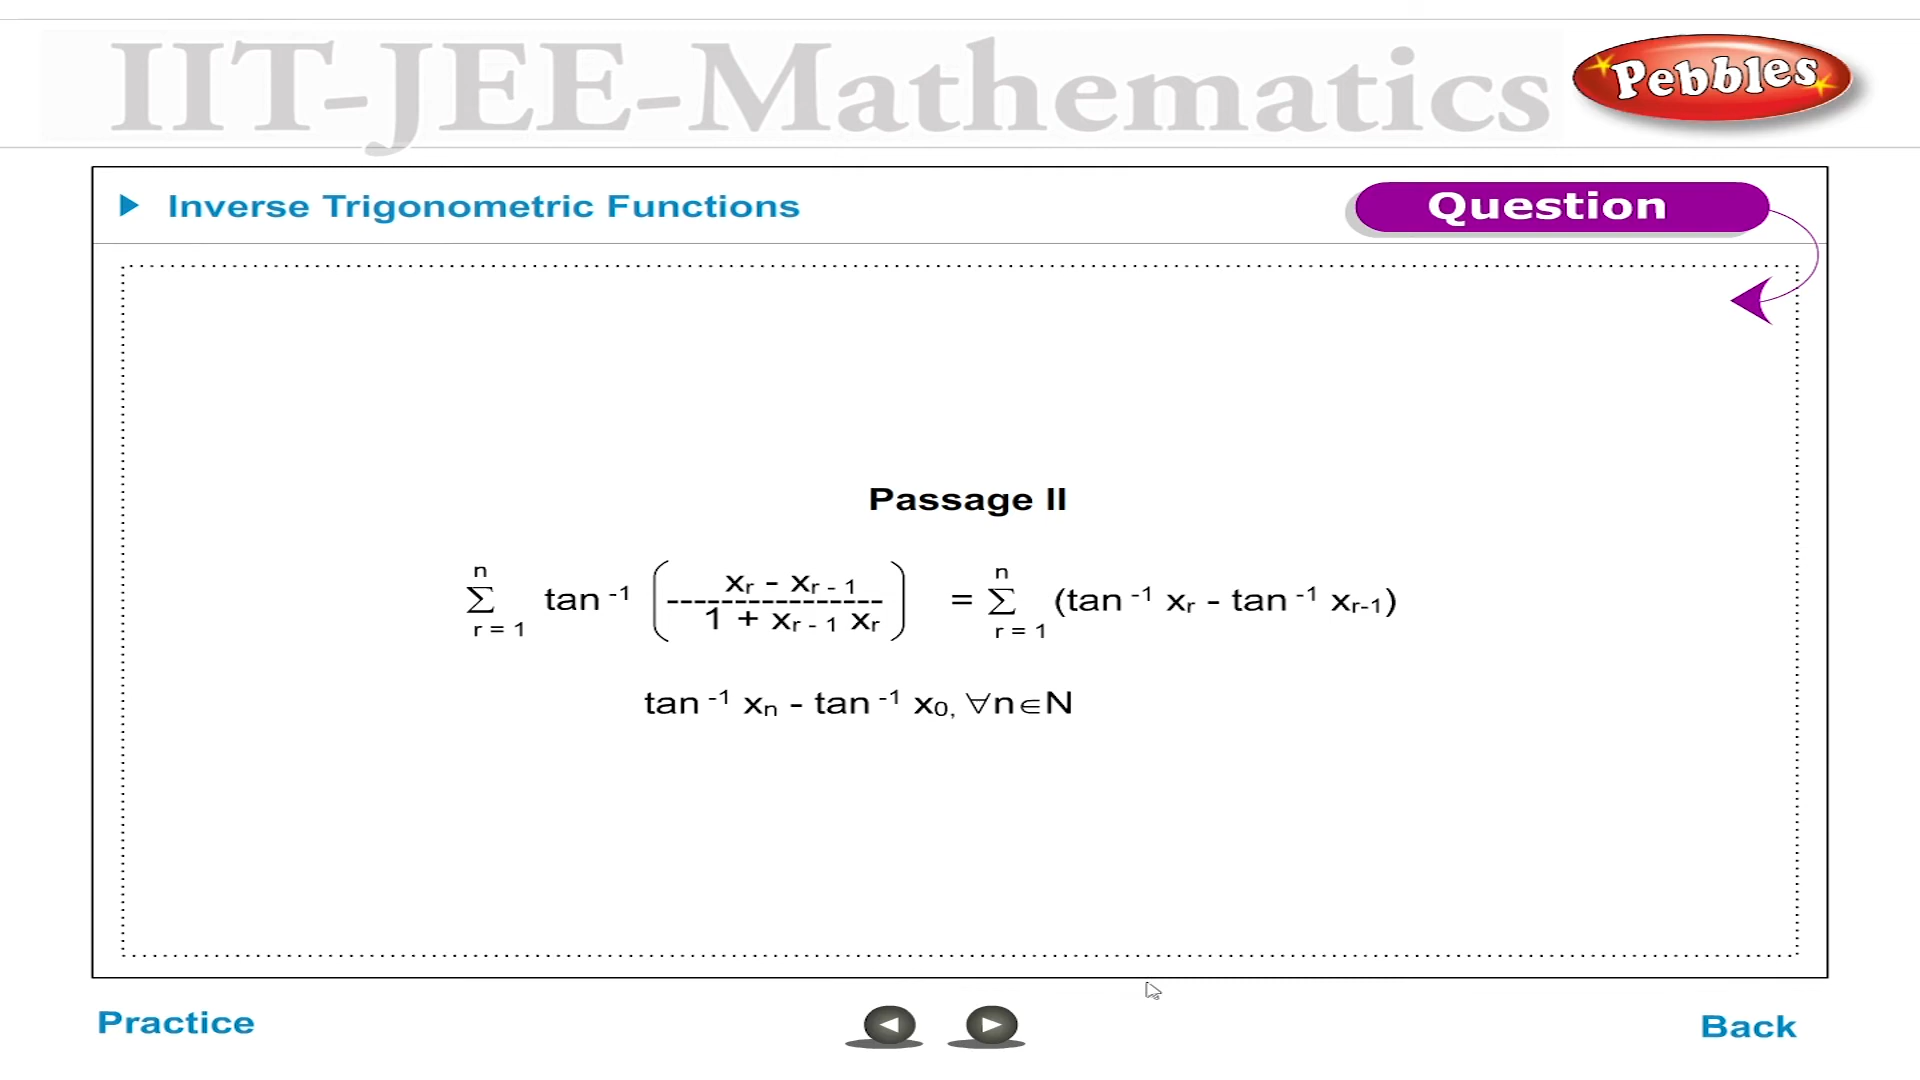 IIT-JEE-Mathematics
Pebbles
Inverse Trigonometric Functions
Question
Passage II
n Σ r = 1 tan⁻¹ ( xᵣ - xᵣ ₋ ₁ / 1 + xᵣ ₋ ₁ xᵣ ) = n Σ r = 1 (tan⁻¹ xᵣ - tan⁻¹ xᵣ₋₁)
tan⁻¹ xₙ - tan⁻¹ x₀, ∀n∈N
Practice
Back